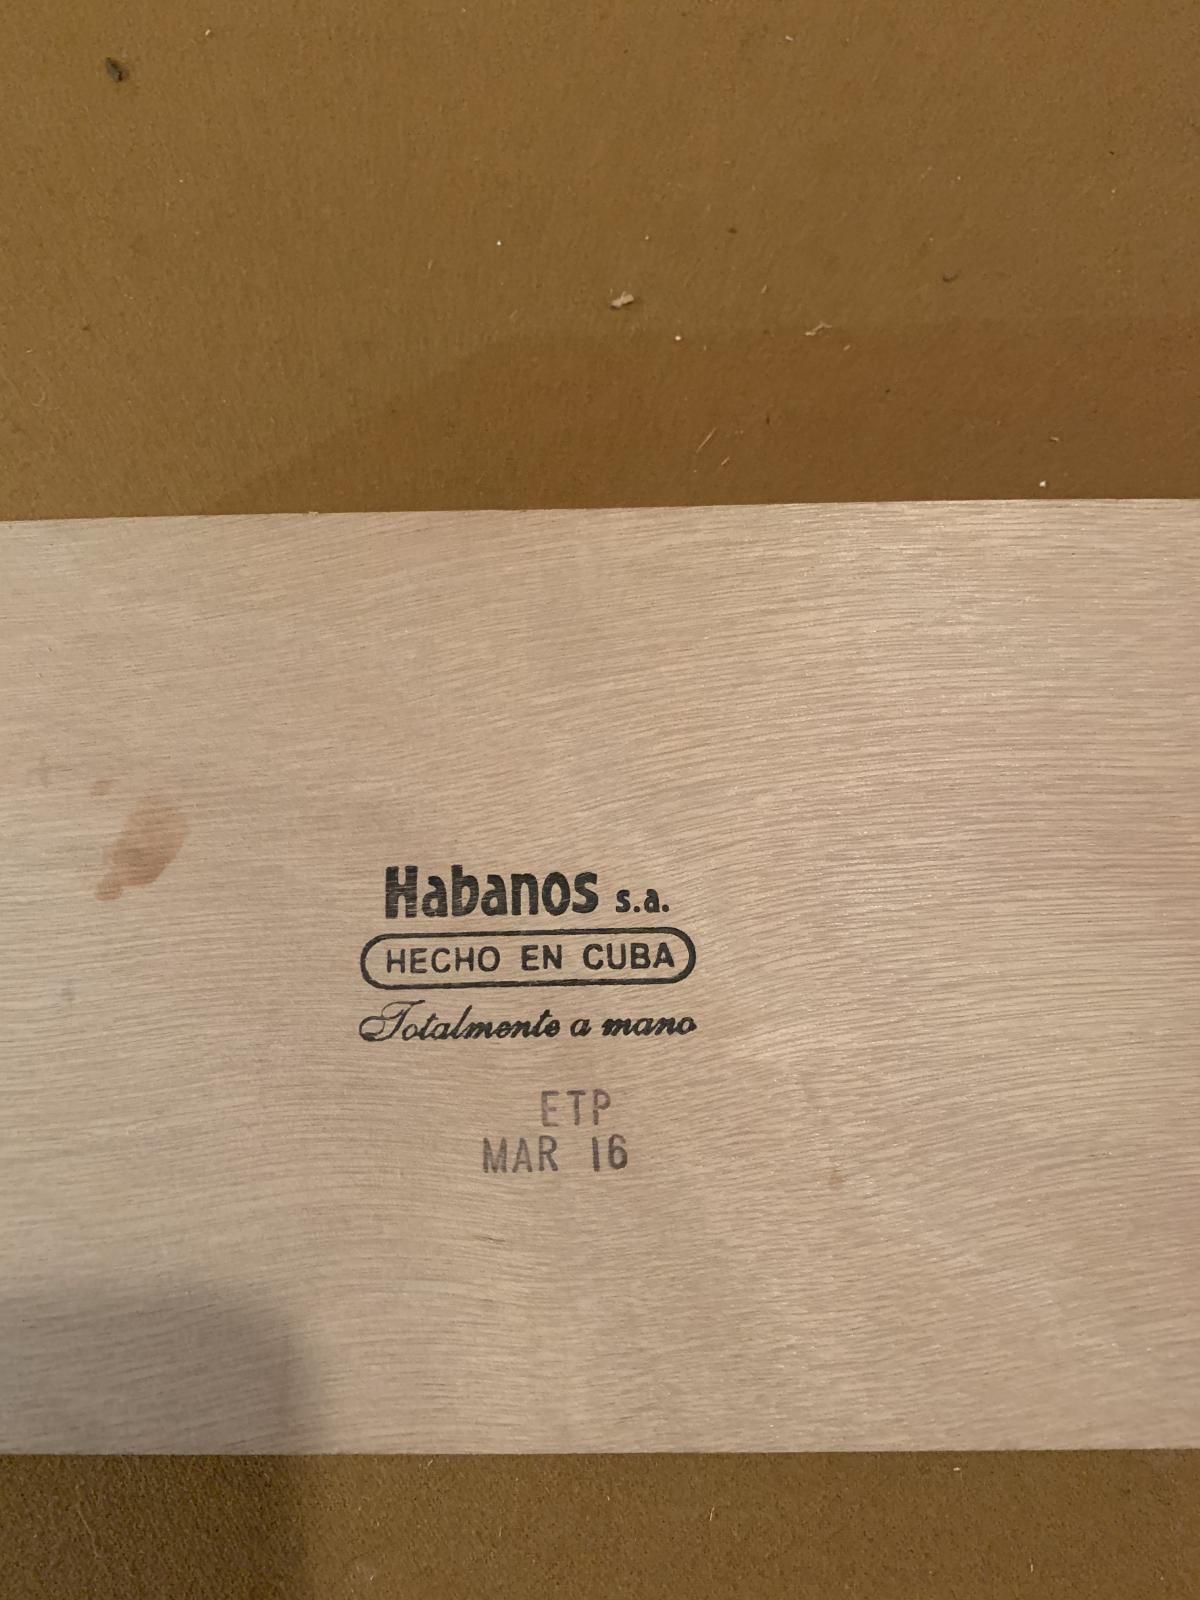 Habanos s.a.
HECHO EN CUBA
Totalmente a mano
ETP
MAR 16